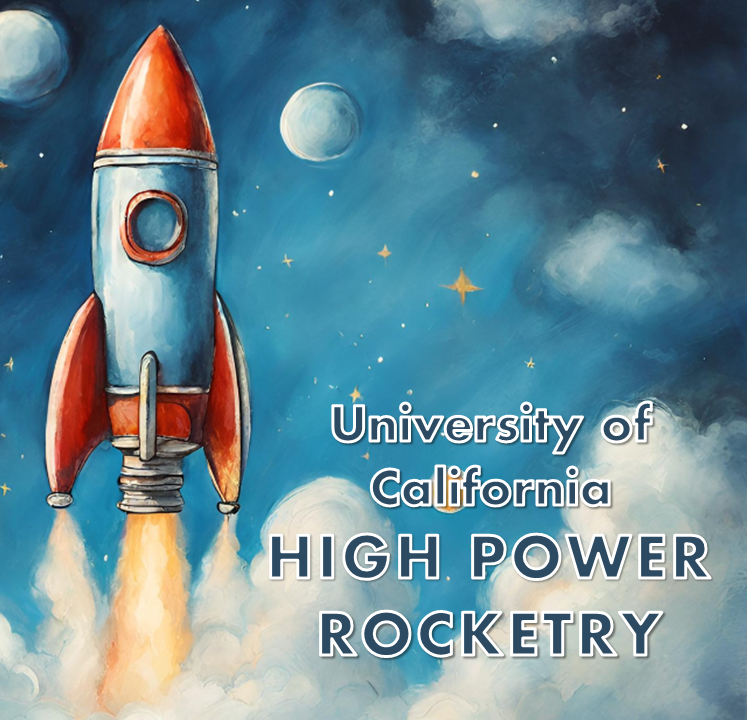 University of
California
HIGH POWER
ROCKETRY